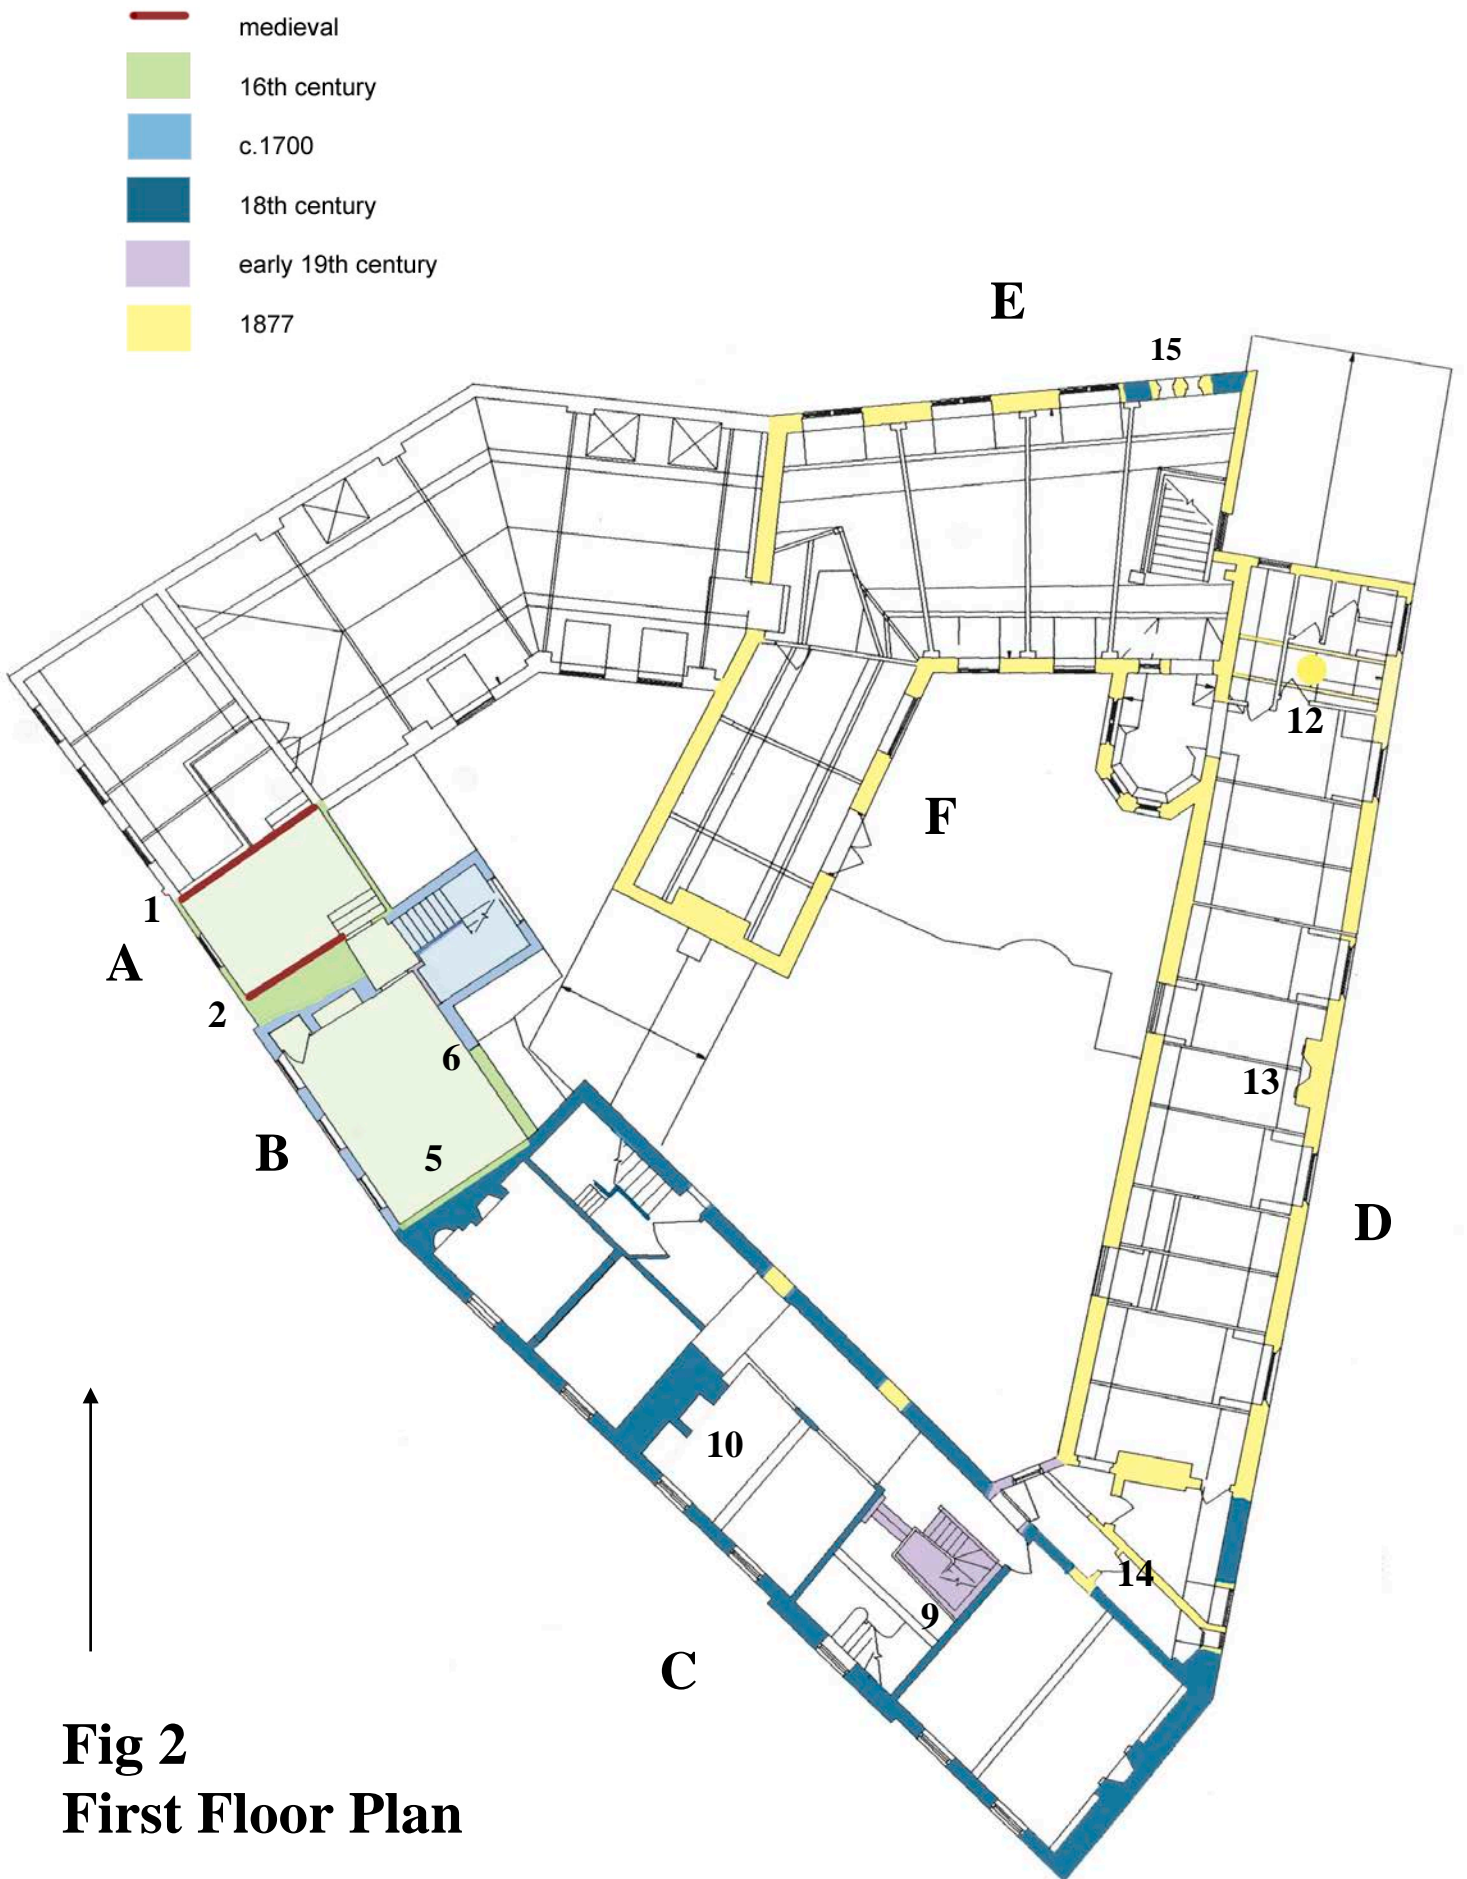 medieval
16th century
c.1700
18th century
early 19th century
1877
E
15
12
1
A
F
2
6
13
B
5
D
10
14
9
C
Fig 2
First Floor Plan